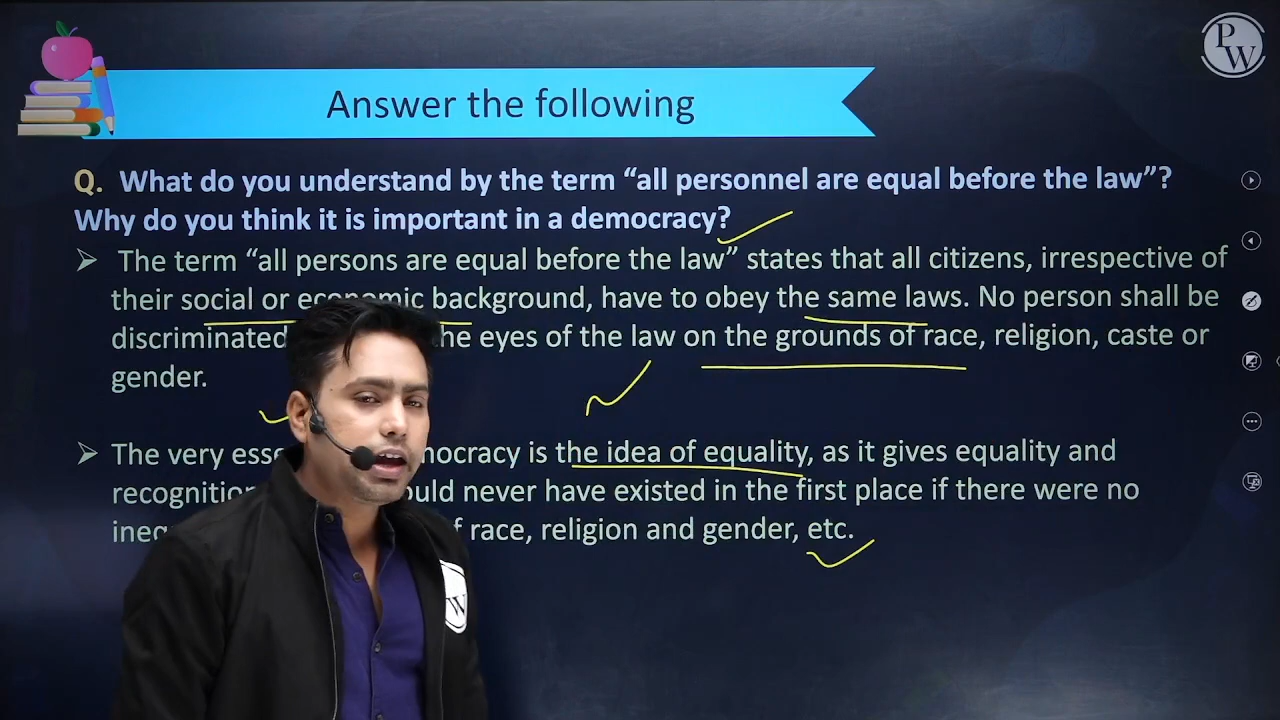 PW
Answer the following
Q. What do you understand by the term “all personnel are equal before the law”?
Why do you think it is important in a democracy?
➤ The term “all persons are equal before the law” states that all citizens, irrespective of
their social or economic background, have to obey the same laws. No person shall be
discriminated he eyes of the law on the grounds of race, religion, caste or
gender.
➤ The very is the idea of equality, as it gives equality and
never have existed in the first place if there were no
race, religion and gender, etc.
W